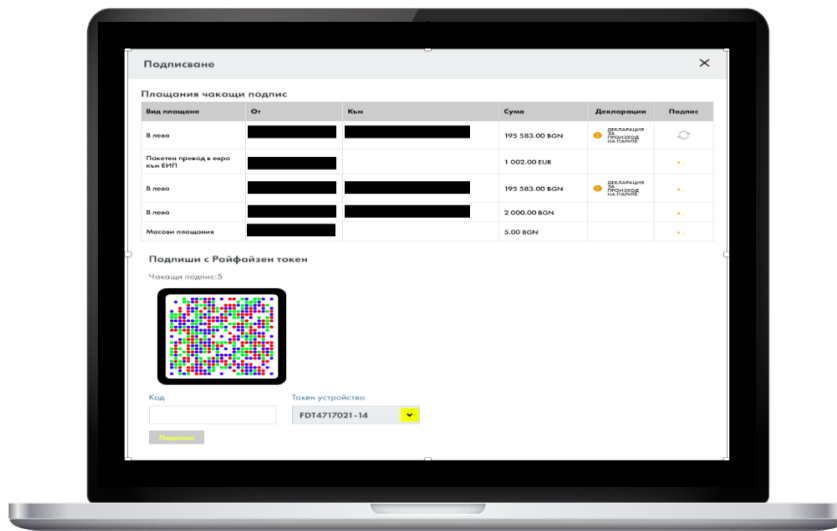 Подписване
Плащания чакащи подпис
Вид плащане От Към Сума Декларации Подпис
В лева 195 583.00 BGN ДЕКЛАРАЦИЯ
ЗА
ПРОИЗХОД
НА ПАРИТЕ
Пакетен превод в евро
към ЕИП 1 002.00 EUR
В лева 195 583.00 BGN ДЕКЛАРАЦИЯ
ЗА
ПРОИЗХОД
НА ПАРИТЕ
В лева 2 000.00 BGN
Масови плащания 5.00 BGN
Подпиши с Райфайзен токен
Чакащи подпис:5
Код Токен устройство
FDT4717021-14
Подпиши